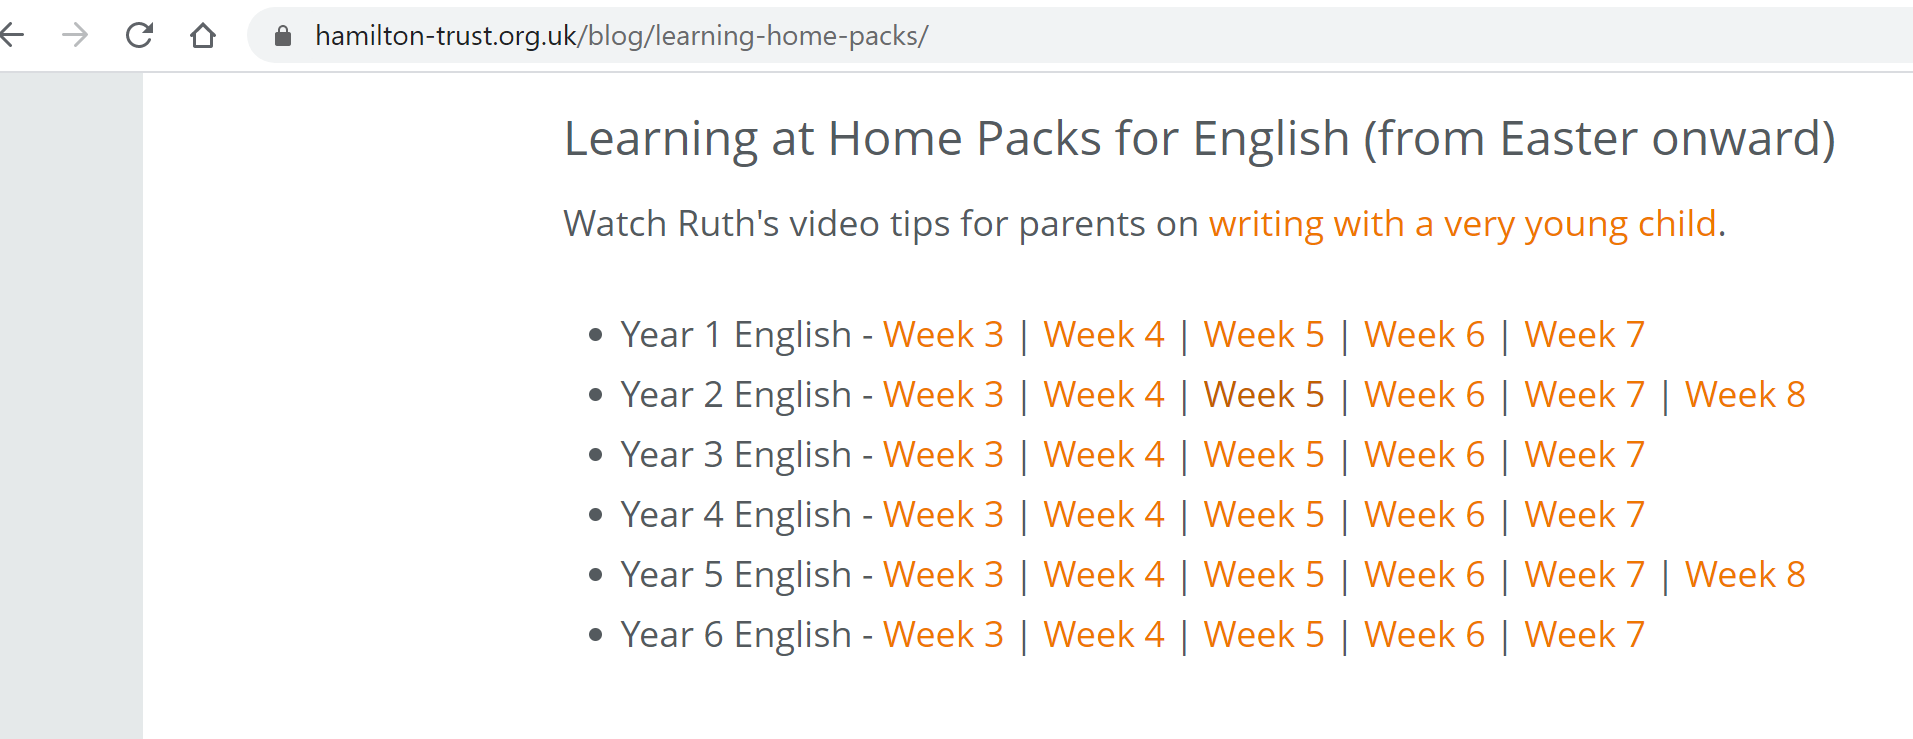 hamilton-trust.org.uk/blog/learning-home-packs/
Learning at Home Packs for English (from Easter onward)
Watch Ruth's video tips for parents on writing with a very young child.
• Year 1 English - Week 3 | Week 4 | Week 5 | Week 6 | Week 7
• Year 2 English - Week 3 | Week 4 | Week 5 | Week 6 | Week 7 | Week 8
• Year 3 English - Week 3 | Week 4 | Week 5 | Week 6 | Week 7
• Year 4 English - Week 3 | Week 4 | Week 5 | Week 6 | Week 7
• Year 5 English - Week 3 | Week 4 | Week 5 | Week 6 | Week 7 | Week 8
• Year 6 English - Week 3 | Week 4 | Week 5 | Week 6 | Week 7